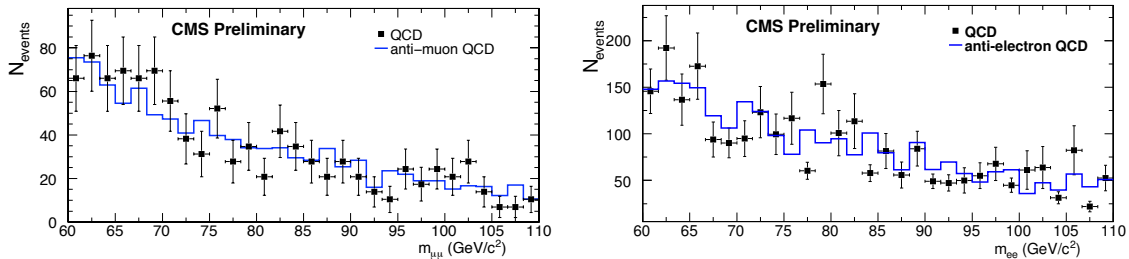 CMS Preliminary
QCD
anti-muon QCD
N_events
80
60
40
20
0
60 65 70 75 80 85 90 95 100 105 110
m_μμ (GeV/c²)
CMS Preliminary
QCD
anti-electron QCD
N_events
200
150
100
50
60 65 70 75 80 85 90 95 100 105 110
m_ee (GeV/c²)